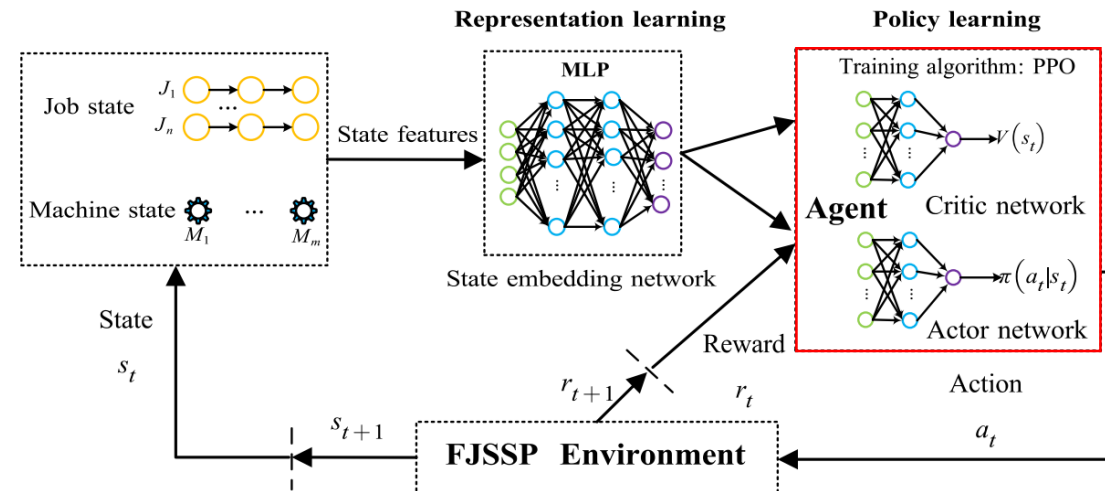 Representation learning
Policy learning
Job state
J1
...
Jn
Machine state
M1
...
Mm
State features
MLP
State embedding network
Training algorithm: PPO
V(st)
Critic network
Agent
π(at|st)
Actor network
State
st
st+1
rt+1
Reward
rt
Action
at
FJSSP Environment